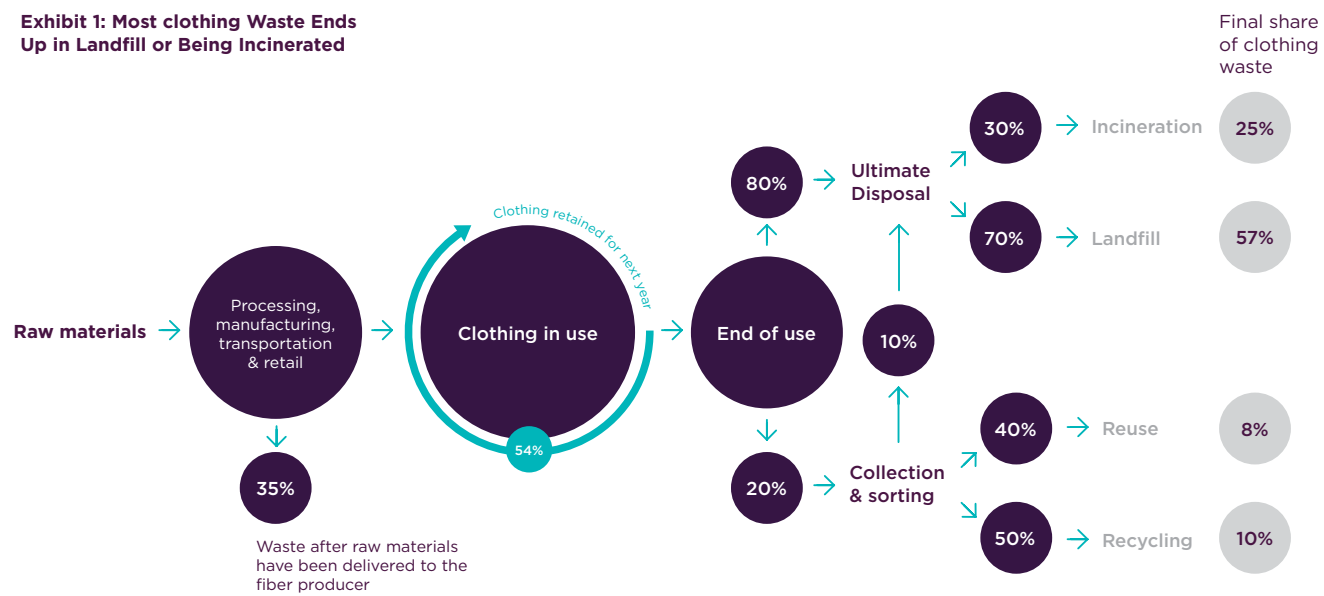 Exhibit 1: Most clothing Waste Ends
Up in Landfill or Being Incinerated
Final share
of clothing
waste
Raw materials
Processing,
manufacturing,
transportation
& retail
35%
Waste after raw materials
have been delivered to the
fiber producer
Clothing retained for next year
Clothing in use
54%
End of use
80%
Ultimate
Disposal
30%
Incineration
25%
70%
Landfill
57%
10%
20%
Collection
& sorting
40%
Reuse
8%
50%
Recycling
10%